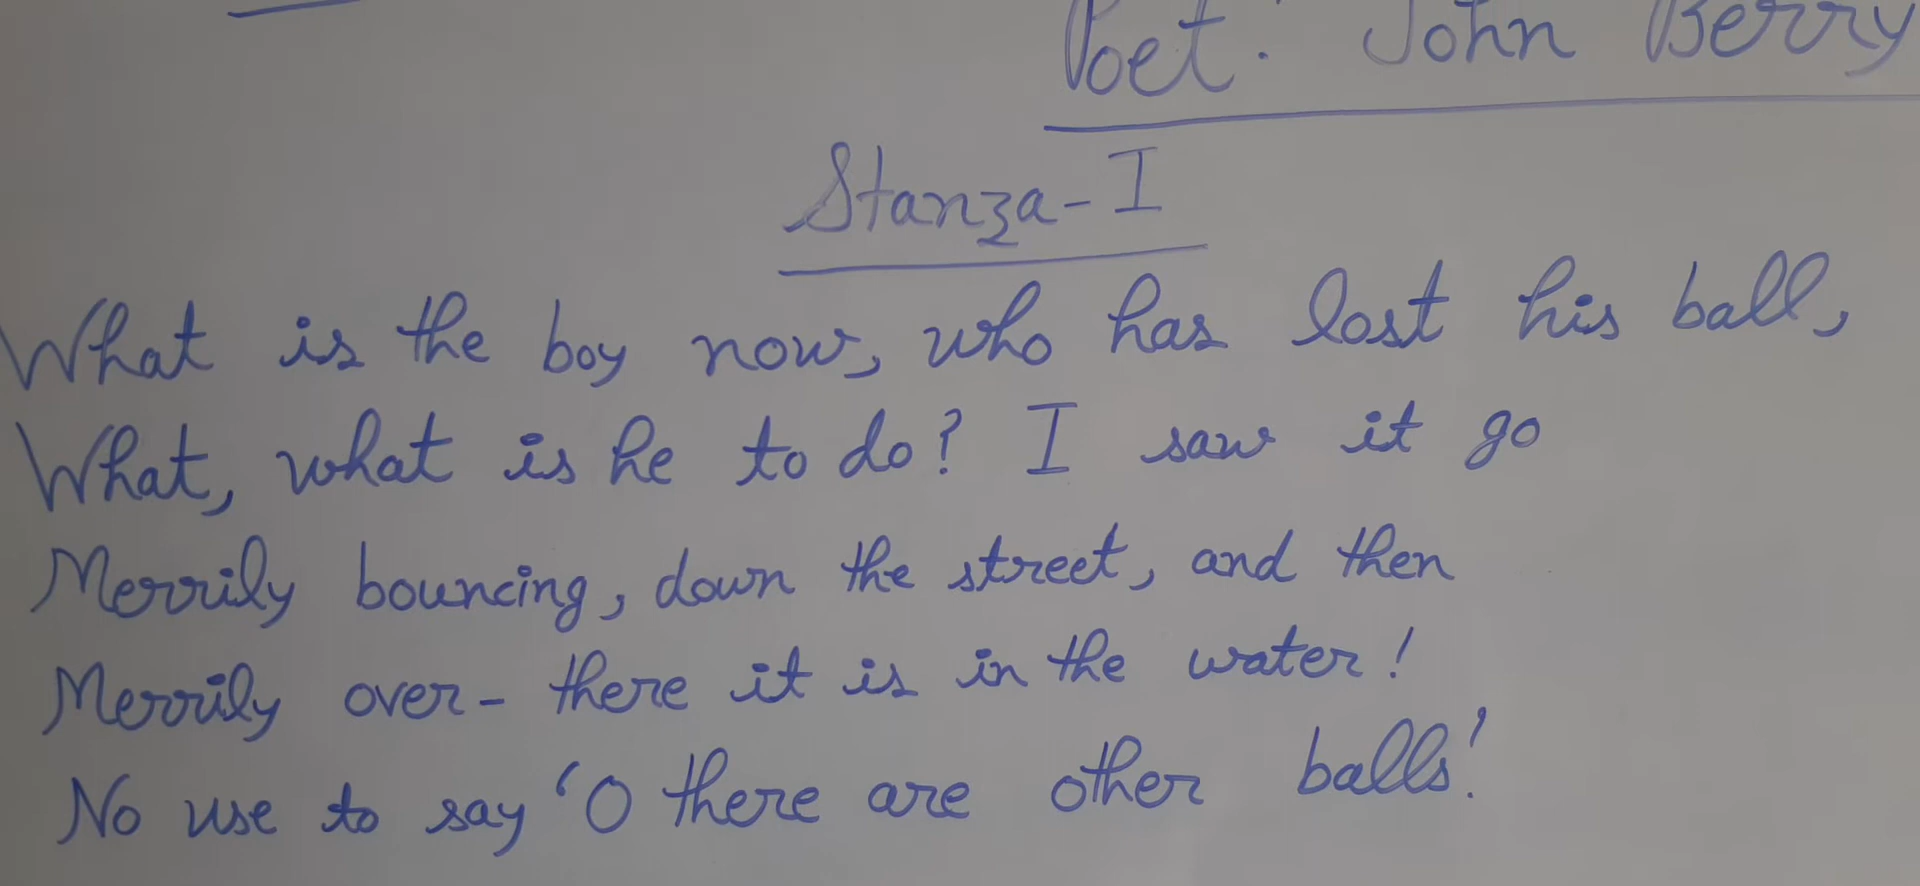 Poet: John Berry
Stanza-I
What is the boy now, who has lost his ball,
What, what is he to do? I saw it go
Merrily bouncing, down the street, and then
Merrily over- there it is in the water!
No use to say 'O there are other balls'.